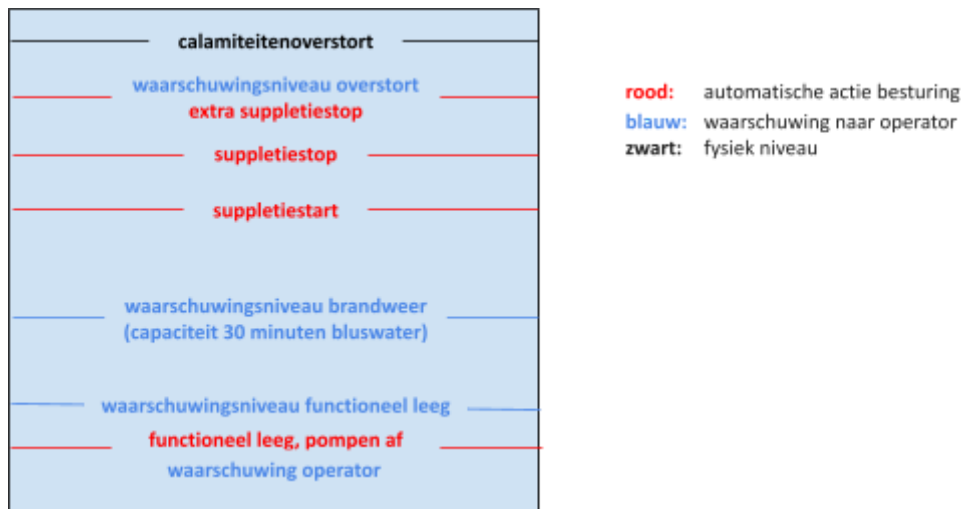 calamiteitenoverstort
waarschuwingsniveau overstort
extra suppletiestop
suppletiestop
suppletiestart
waarschuwingsniveau brandweer
(capaciteit 30 minuten bluswater)
waarschuwingsniveau functioneel leeg
functioneel leeg, pompen af
waarschuwing operator
rood: automatische actie besturing
blauw: waarschuwing naar operator
zwart: fysiek niveau